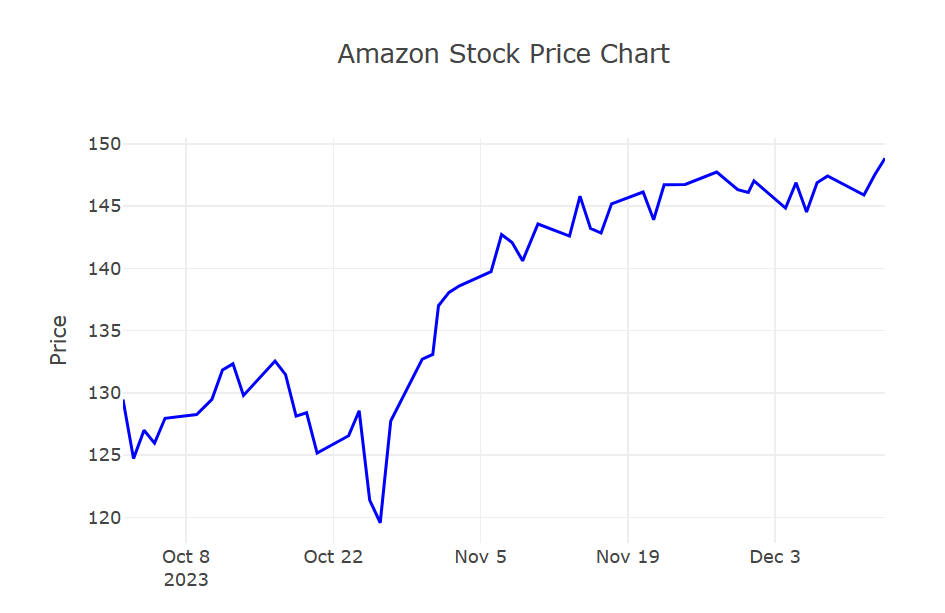 Amazon Stock Price Chart
150
145
140
135
130
125
120
Price
Oct 8
2023
Oct 22
Nov 5
Nov 19
Dec 3